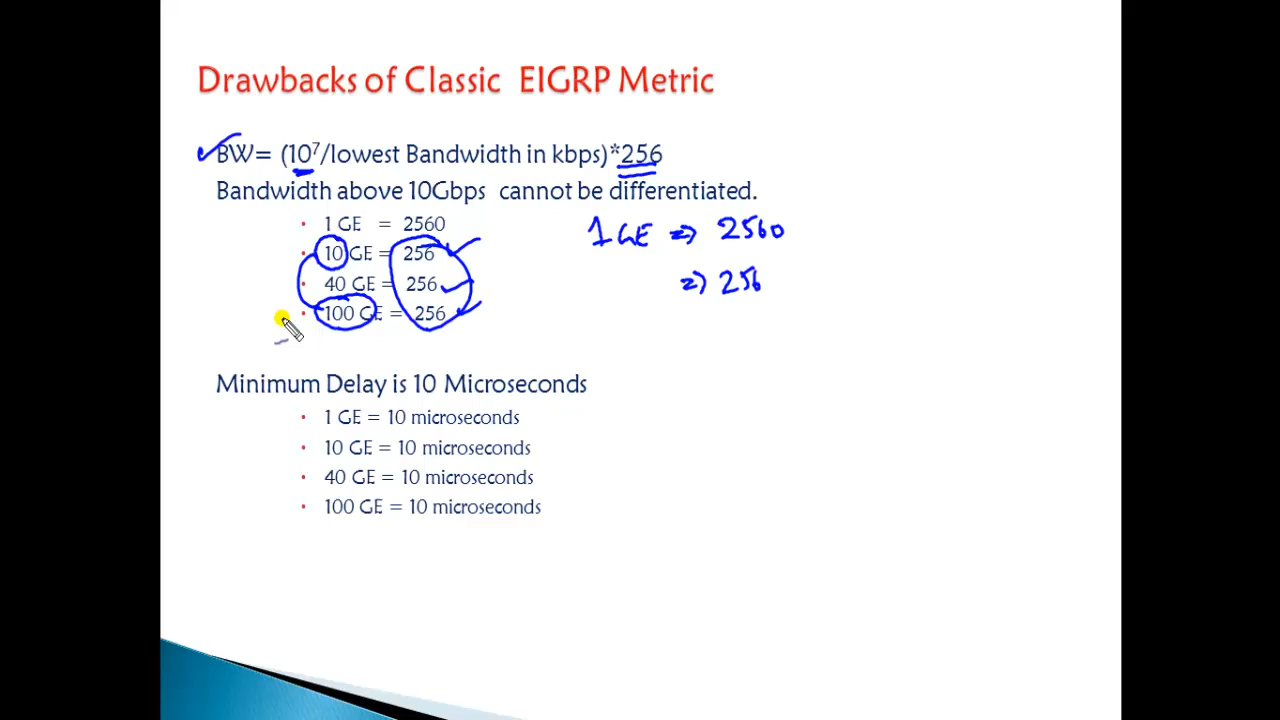 Drawbacks of Classic EIGRP Metric
BW= (10⁷/lowest Bandwidth in kbps)*256
Bandwidth above 10Gbps cannot be differentiated.
• 1 GE = 2560
• 10 GE = 256
• 40 GE = 256
• 100 GE = 256
1 GE => 2560
=> 256
Minimum Delay is 10 Microseconds
• 1 GE = 10 microseconds
• 10 GE = 10 microseconds
• 40 GE = 10 microseconds
• 100 GE = 10 microseconds